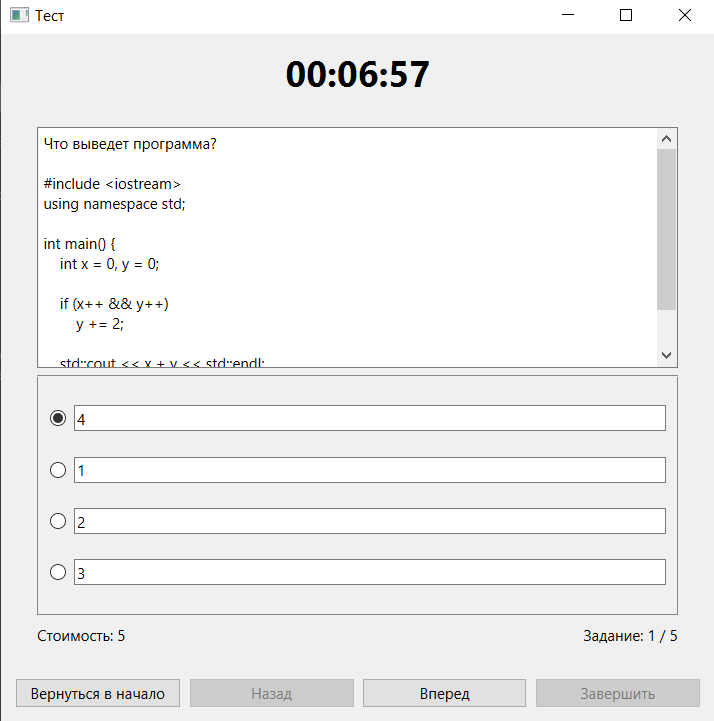 Тест
00:06:57
Что выведет программа?
#include <iostream>
using namespace std;
int main() {
int x = 0, y = 0;
if (x++ && y++)
y += 2;
std::cout << x + y << std::endl;
4
1
2
3
Стоимость: 5
Задание: 1 / 5
Вернуться в начало
Назад
Вперед
Завершить